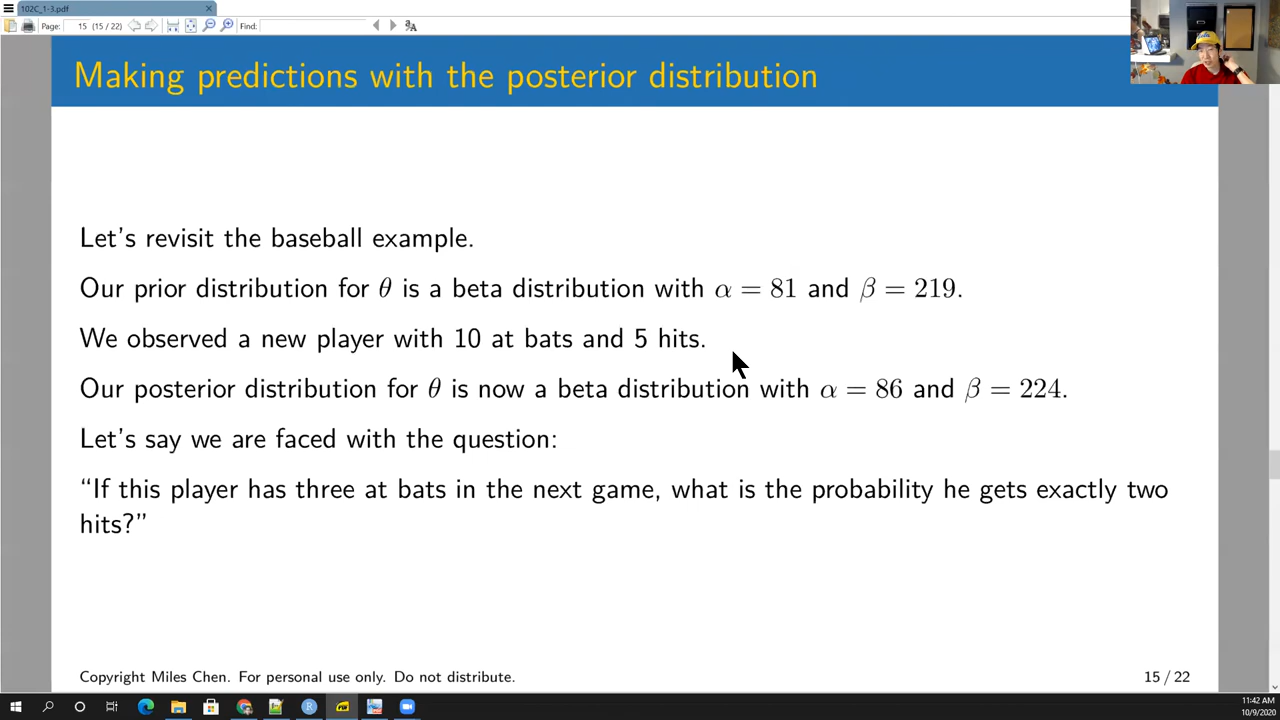 102C_1-3.pdf
Page: 15 (15 / 22) Find:
Making predictions with the posterior distribution
Let's revisit the baseball example.
Our prior distribution for θ is a beta distribution with α = 81 and β = 219.
We observed a new player with 10 at bats and 5 hits.
Our posterior distribution for θ is now a beta distribution with α = 86 and β = 224.
Let's say we are faced with the question:
“If this player has three at bats in the next game, what is the probability he gets exactly two
hits?”
Copyright Miles Chen. For personal use only. Do not distribute.
15 / 22
11:42 AM
10/9/2020